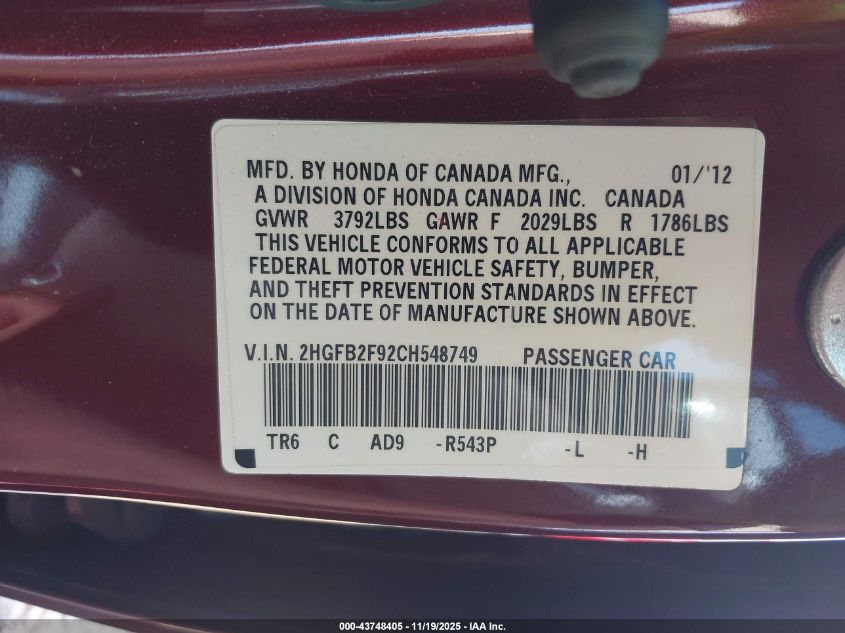 MFD. BY HONDA OF CANADA MFG., 01/'12
A DIVISION OF HONDA CANADA INC. CANADA
GVWR 3792LBS GAWR F 2029LBS R 1786LBS
THIS VEHICLE CONFORMS TO ALL APPLICABLE
FEDERAL MOTOR VEHICLE SAFETY, BUMPER,
AND THEFT PREVENTION STANDARDS IN EFFECT
ON THE DATE OF MANUFACTURE SHOWN ABOVE.
V.I.N. 2HGFB2F92CH548749 PASSENGER CAR
TR6 C AD9 -R543P -L -H
000-43748405 - 11/19/2025 - IAA Inc.